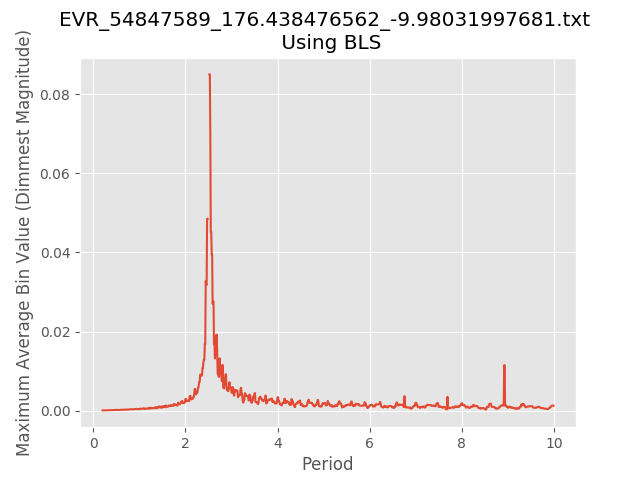 EVR_54847589_176.438476562_-9.98031997681.txt
Using BLS
Maximum Average Bin Value (Dimmest Magnitude)
0.08
0.06
0.04
0.02
0.00
0 2 4 6 8 10
Period